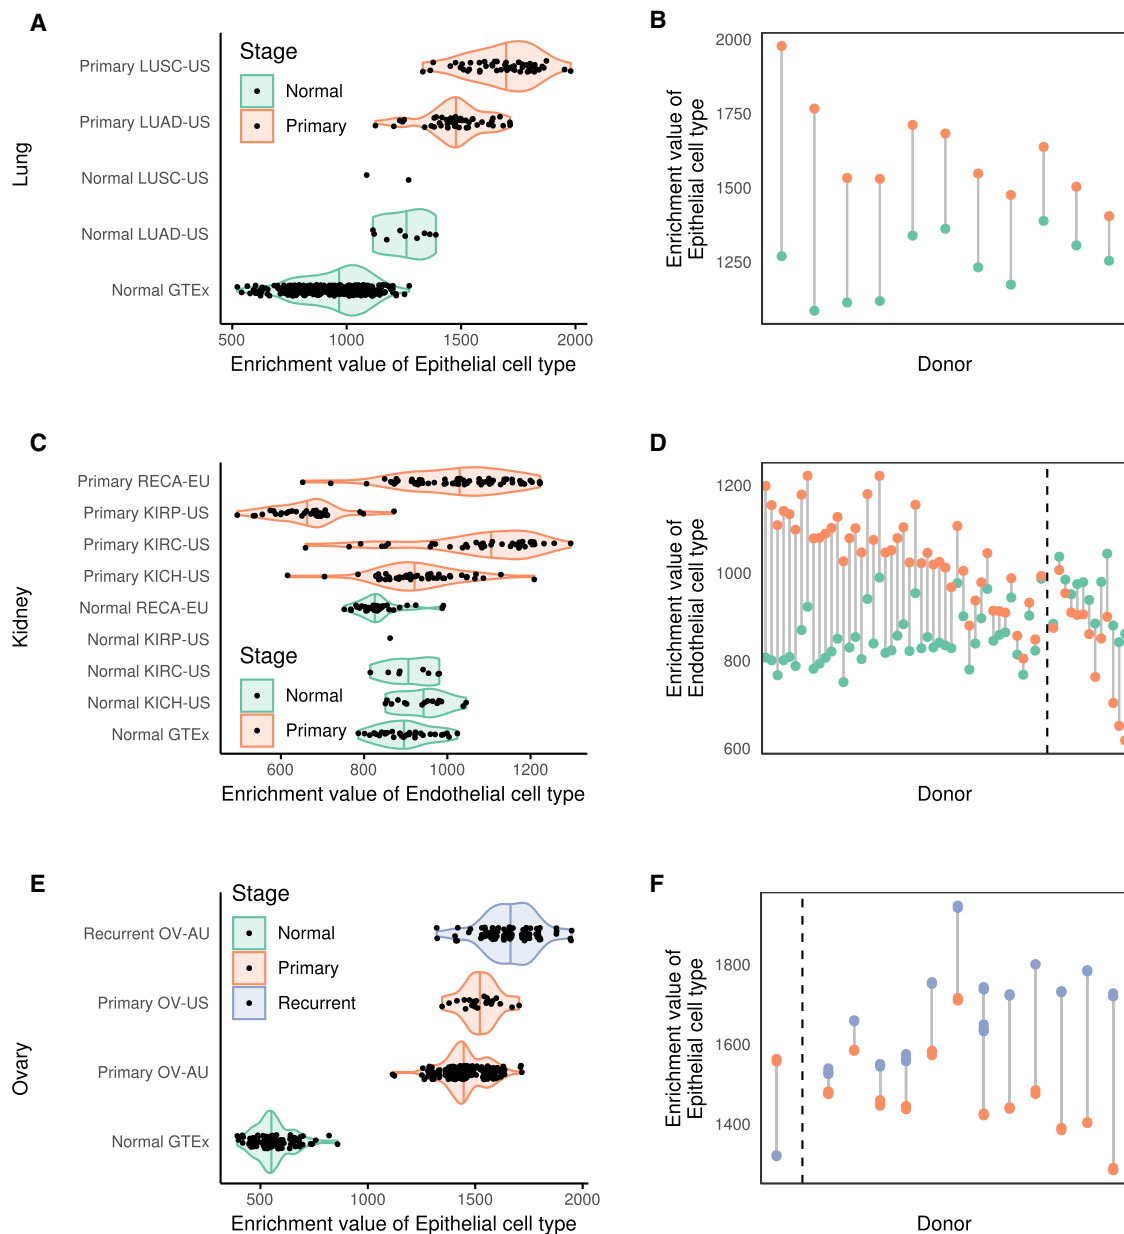 A
Lung
Primary LUSC-US
Primary LUAD-US
Normal LUSC-US
Normal LUAD-US
Normal GTEx
Stage
Normal
Primary
500 1000 1500 2000
Enrichment value of Epithelial cell type
B
Enrichment value of
Epithelial cell type
2000
1750
1500
1250
Donor
C
Kidney
Primary RECA-EU
Primary KIRP-US
Primary KIRC-US
Primary KICH-US
Normal RECA-EU
Normal KIRP-US
Normal KIRC-US
Normal KICH-US
Normal GTEx
Stage
Normal
Primary
600 800 1000 1200
Enrichment value of Endothelial cell type
D
Enrichment value of
Endothelial cell type
1200
1000
800
600
Donor
E
Ovary
Recurrent OV-AU
Primary OV-US
Primary OV-AU
Normal GTEx
Stage
Normal
Primary
Recurrent
500 1000 1500 2000
Enrichment value of Epithelial cell type
F
Enrichment value of
Epithelial cell type
1800
1600
1400
Donor